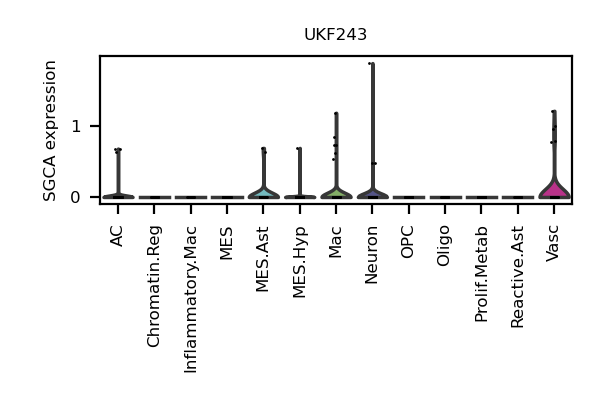 UKF243
SGCA expression
1
0
AC
Chromatin.Reg
Inflammatory.Mac
MES
MES.Ast
MES.Hyp
Mac
Neuron
OPC
Oligo
Prolif.Metab
Reactive.Ast
Vasc